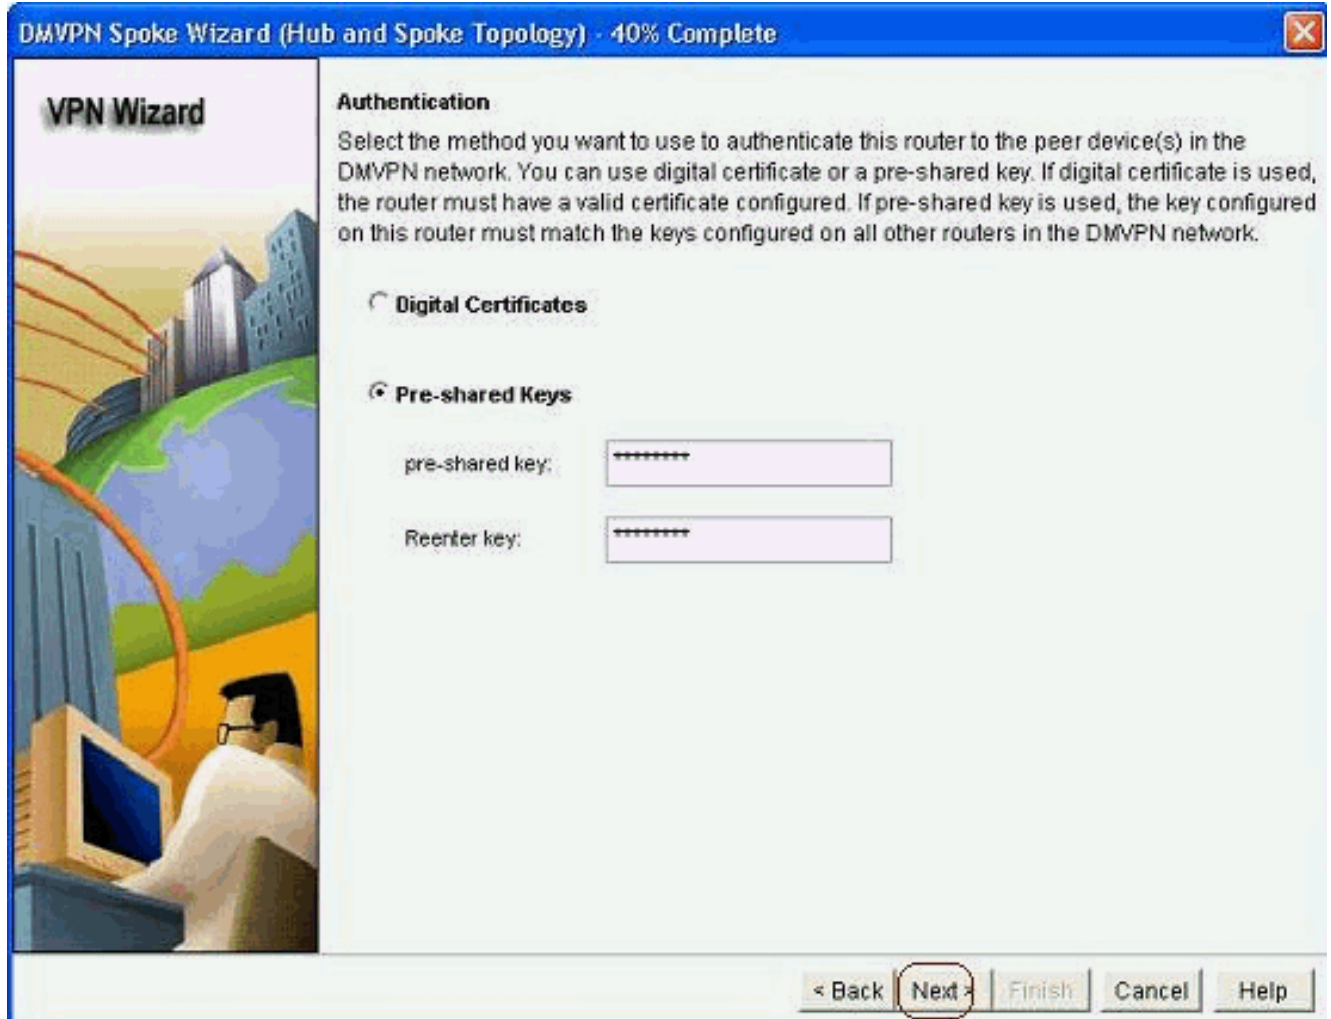 DMVPN Spoke Wizard (Hub and Spoke Topology) - 40% Complete
VPN Wizard
Authentication
Select the method you want to use to authenticate this router to the peer device(s) in the
DMVPN network. You can use digital certificate or a pre-shared key. If digital certificate is used,
the router must have a valid certificate configured. If pre-shared key is used, the key configured
on this router must match the keys configured on all other routers in the DMVPN network.
Digital Certificates
Pre-shared Keys
pre-shared key: ********
Reenter key: ********
< Back Next > Finish Cancel Help